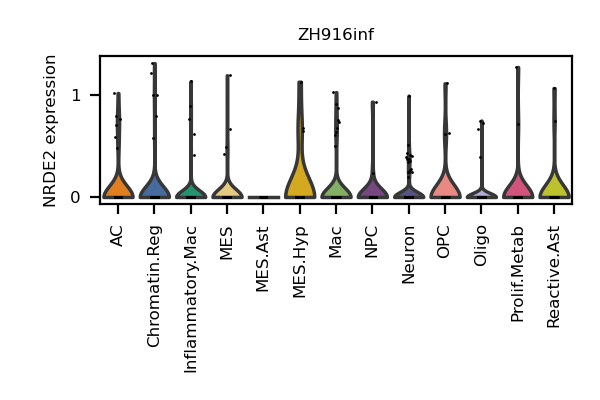 ZH916inf
NRDE2 expression
1
0
AC
Chromatin.Reg
Inflammatory.Mac
MES
MES.Ast
MES.Hyp
Mac
NPC
Neuron
OPC
Oligo
Prolif.Metab
Reactive.Ast